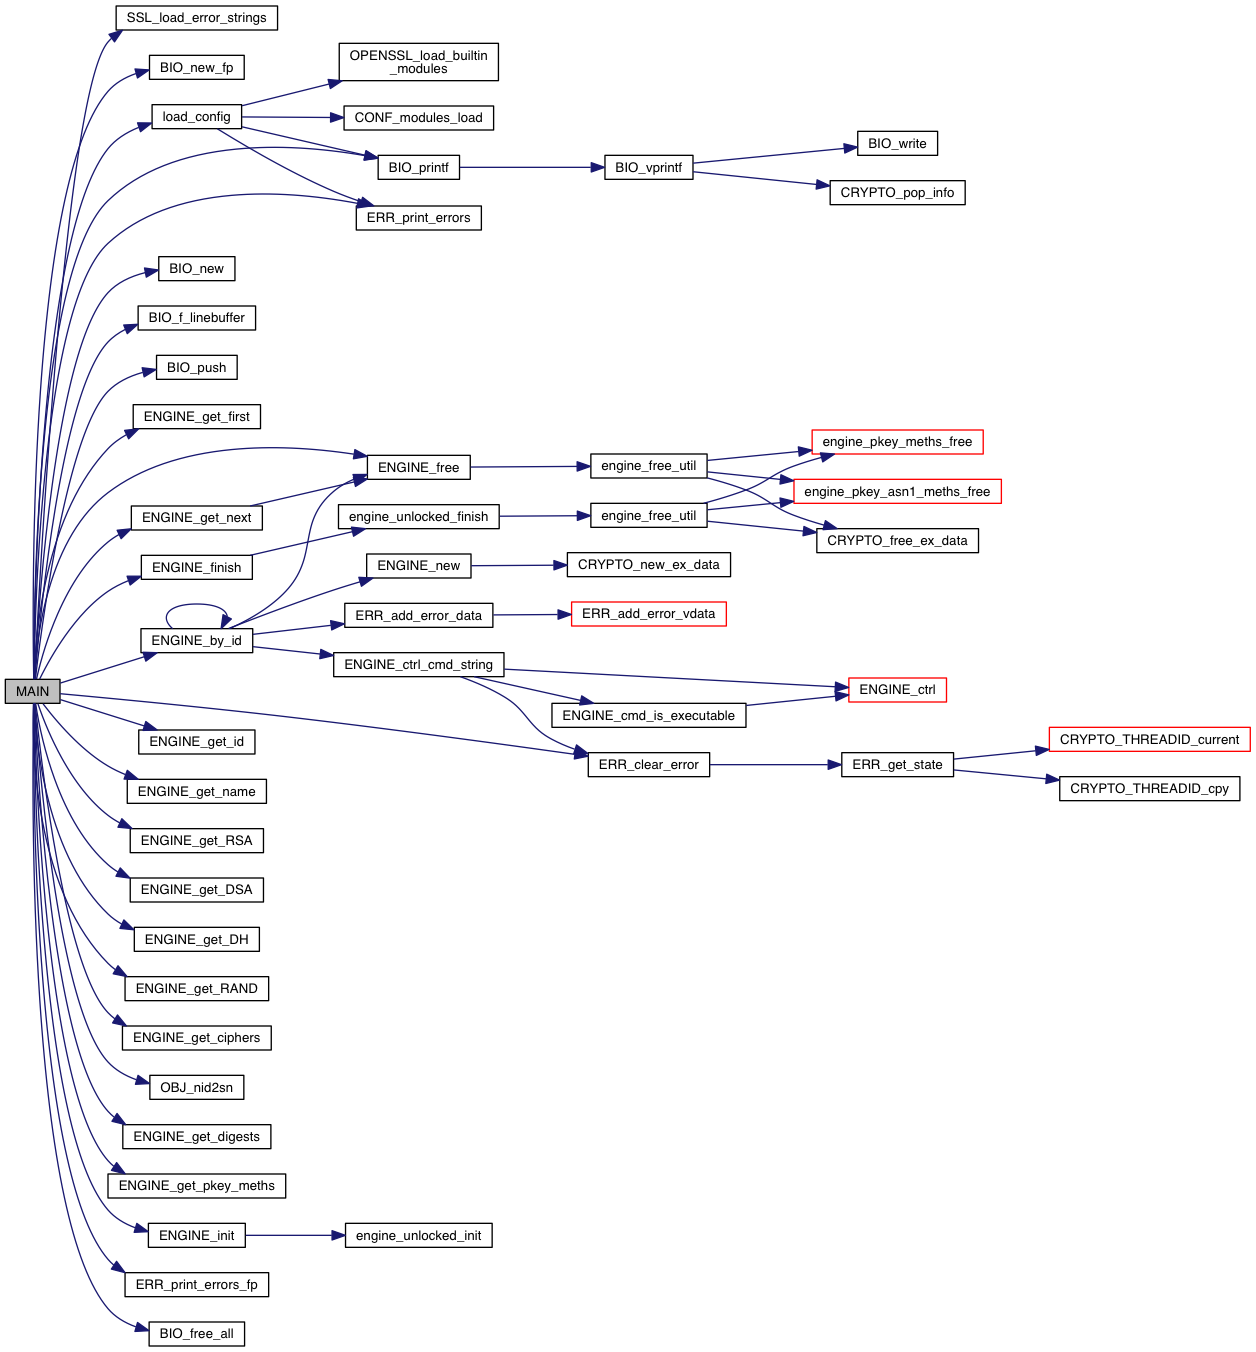 SSL_load_error_strings
BIO_new_fp
OPENSSL_load_builtin
_modules
load_config
CONF_modules_load
BIO_printf
BIO_vprintf
BIO_write
CRYPTO_pop_info
ERR_print_errors
BIO_new
BIO_f_linebuffer
BIO_push
ENGINE_get_first
ENGINE_free
engine_free_util
engine_pkey_meths_free
engine_pkey_asn1_meths_free
ENGINE_get_next
engine_unlocked_finish
engine_free_util
CRYPTO_free_ex_data
ENGINE_finish
ENGINE_new
CRYPTO_new_ex_data
ERR_add_error_data
ERR_add_error_vdata
ENGINE_by_id
ENGINE_ctrl_cmd_string
ENGINE_ctrl
MAIN
ENGINE_cmd_is_executable
ENGINE_get_id
ERR_clear_error
ERR_get_state
CRYPTO_THREADID_current
CRYPTO_THREADID_cpy
ENGINE_get_name
ENGINE_get_RSA
ENGINE_get_DSA
ENGINE_get_DH
ENGINE_get_RAND
ENGINE_get_ciphers
OBJ_nid2sn
ENGINE_get_digests
ENGINE_get_pkey_meths
ENGINE_init
engine_unlocked_init
ERR_print_errors_fp
BIO_free_all